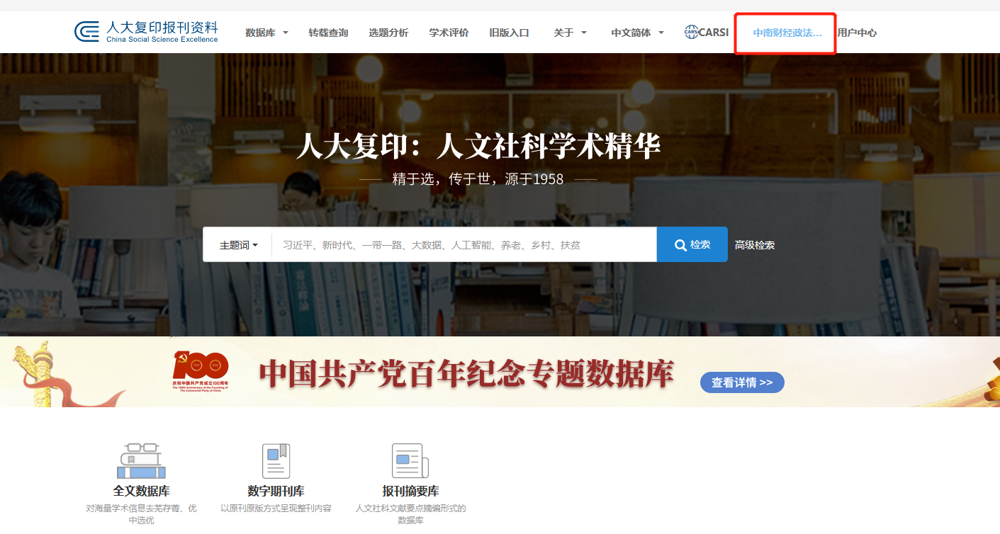 人大复印报刊资料
China Social Science Excellence
数据库 转载查询 选题分析 学术评价 旧版入口 关于 中文简体 CARSI CARSI 中南财经政法... 用户中心
人大复印：人文社科学术精华
精于选，传于世，源于1958
主题词 习近平、新时代、一带一路、大数据、人工智能、养老、乡村、扶贫 检索 高级检索
100
庆祝中国共产党成立100周年
The 100th Anniversary of the Founding of
The Communist Party of China
中国共产党百年纪念专题数据库
查看详情 >>
全文数据库 数字期刊库 报刊摘要库
对海量学术信息去芜存菁、优 以原刊原版方式呈现整刊内容 人文社科文献要点摘编形式的
中选优 数据库